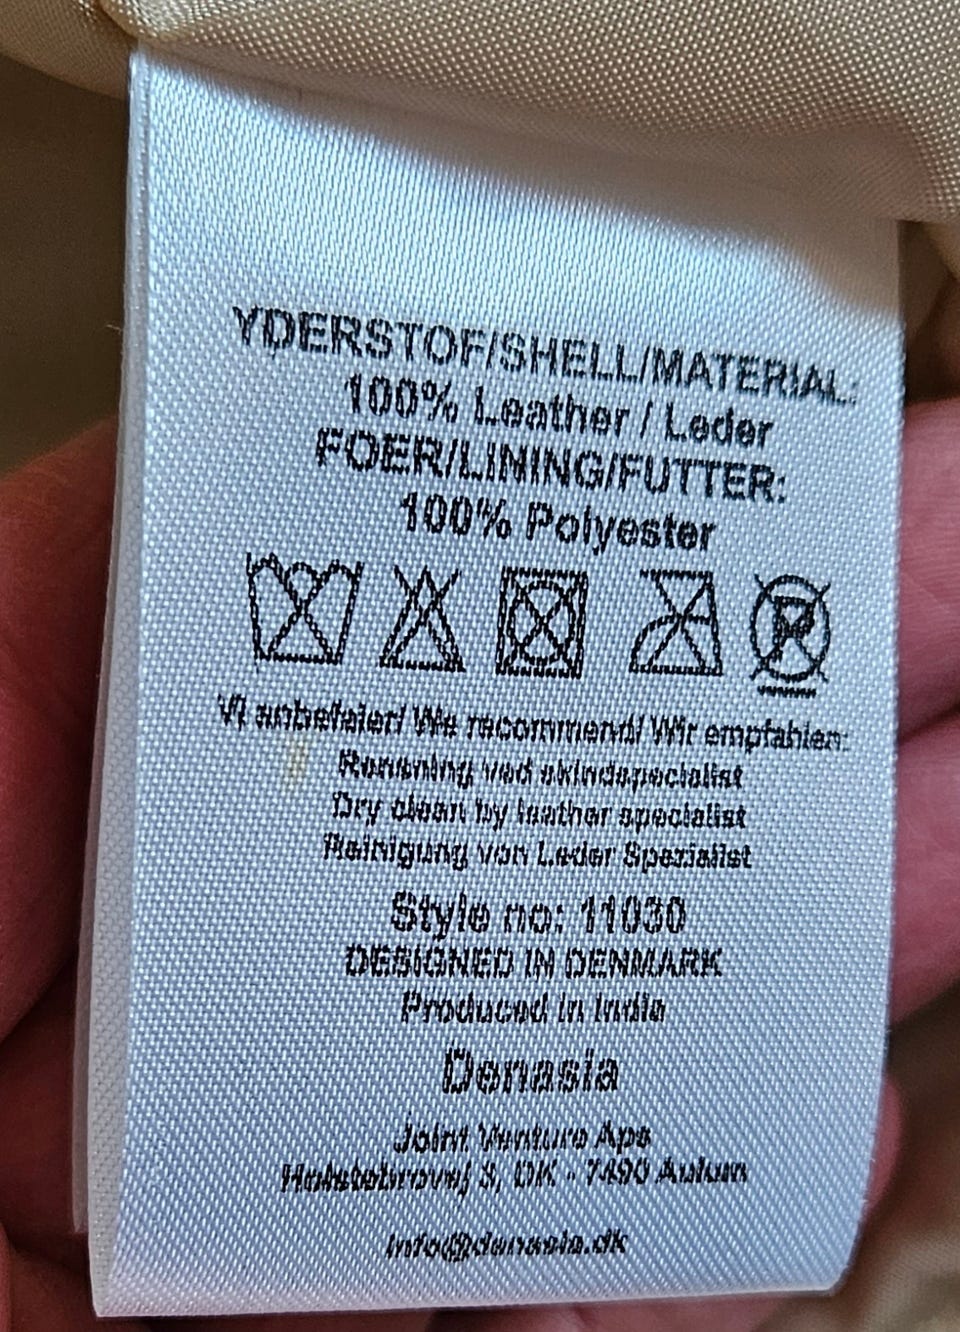 YDERSTOF/SHELL/MATERIAL:
100% Leather / Leder
FOER/LINING/FUTTER:
100% Polyester
R
Vi anbefaler/ We recommend/ Wir empfahlen:
Rensning ved skindspecialist
Dry clean by leather specialist
Reinigung von Leder Spezialist
Style no: 11030
DESIGNED IN DENMARK
Produced in India
Denasia
Joint Venture Aps
Holstebrovej 3, DK - 7490 Aulum
info@denasia.dk